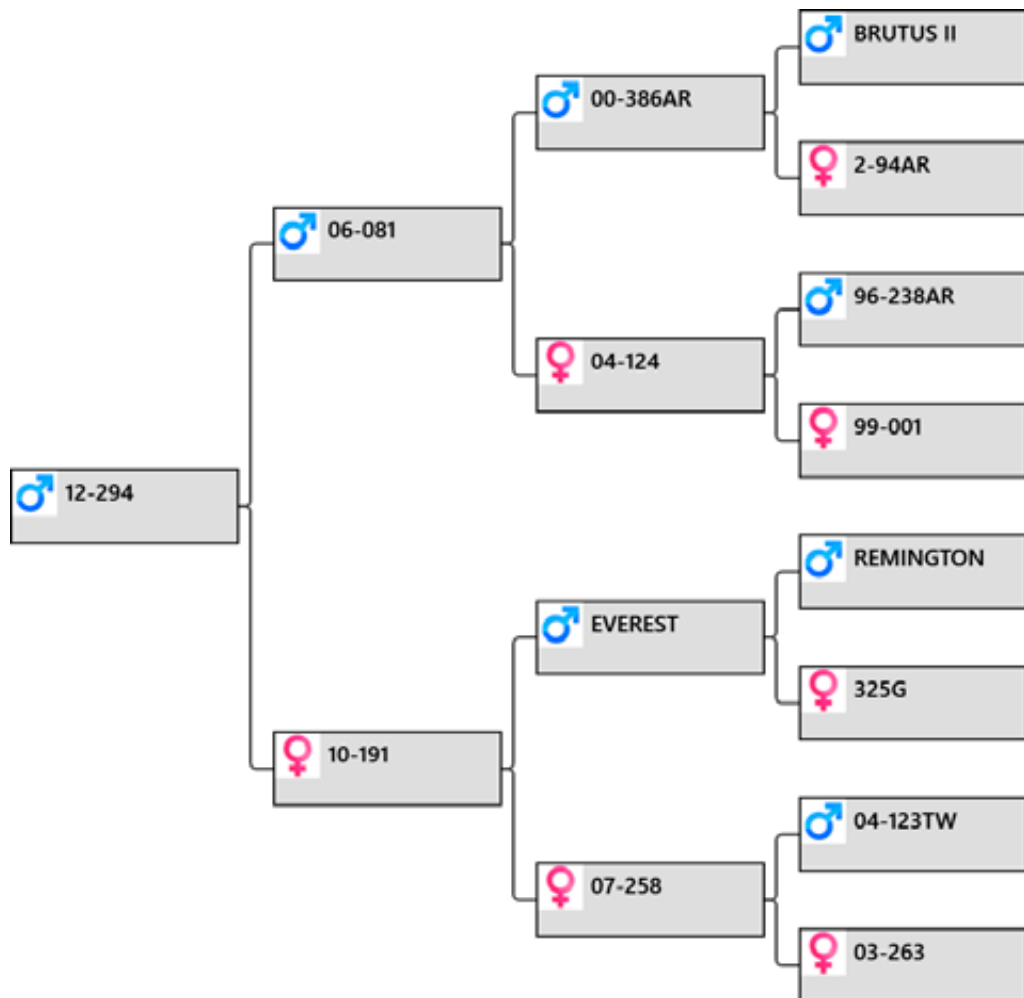 BRUTUS II
00-386AR
2-94AR
06-081
96-238AR
04-124
99-001
12-294
REMINGTON
EVEREST
325G
10-191
04-123TW
07-258
03-263